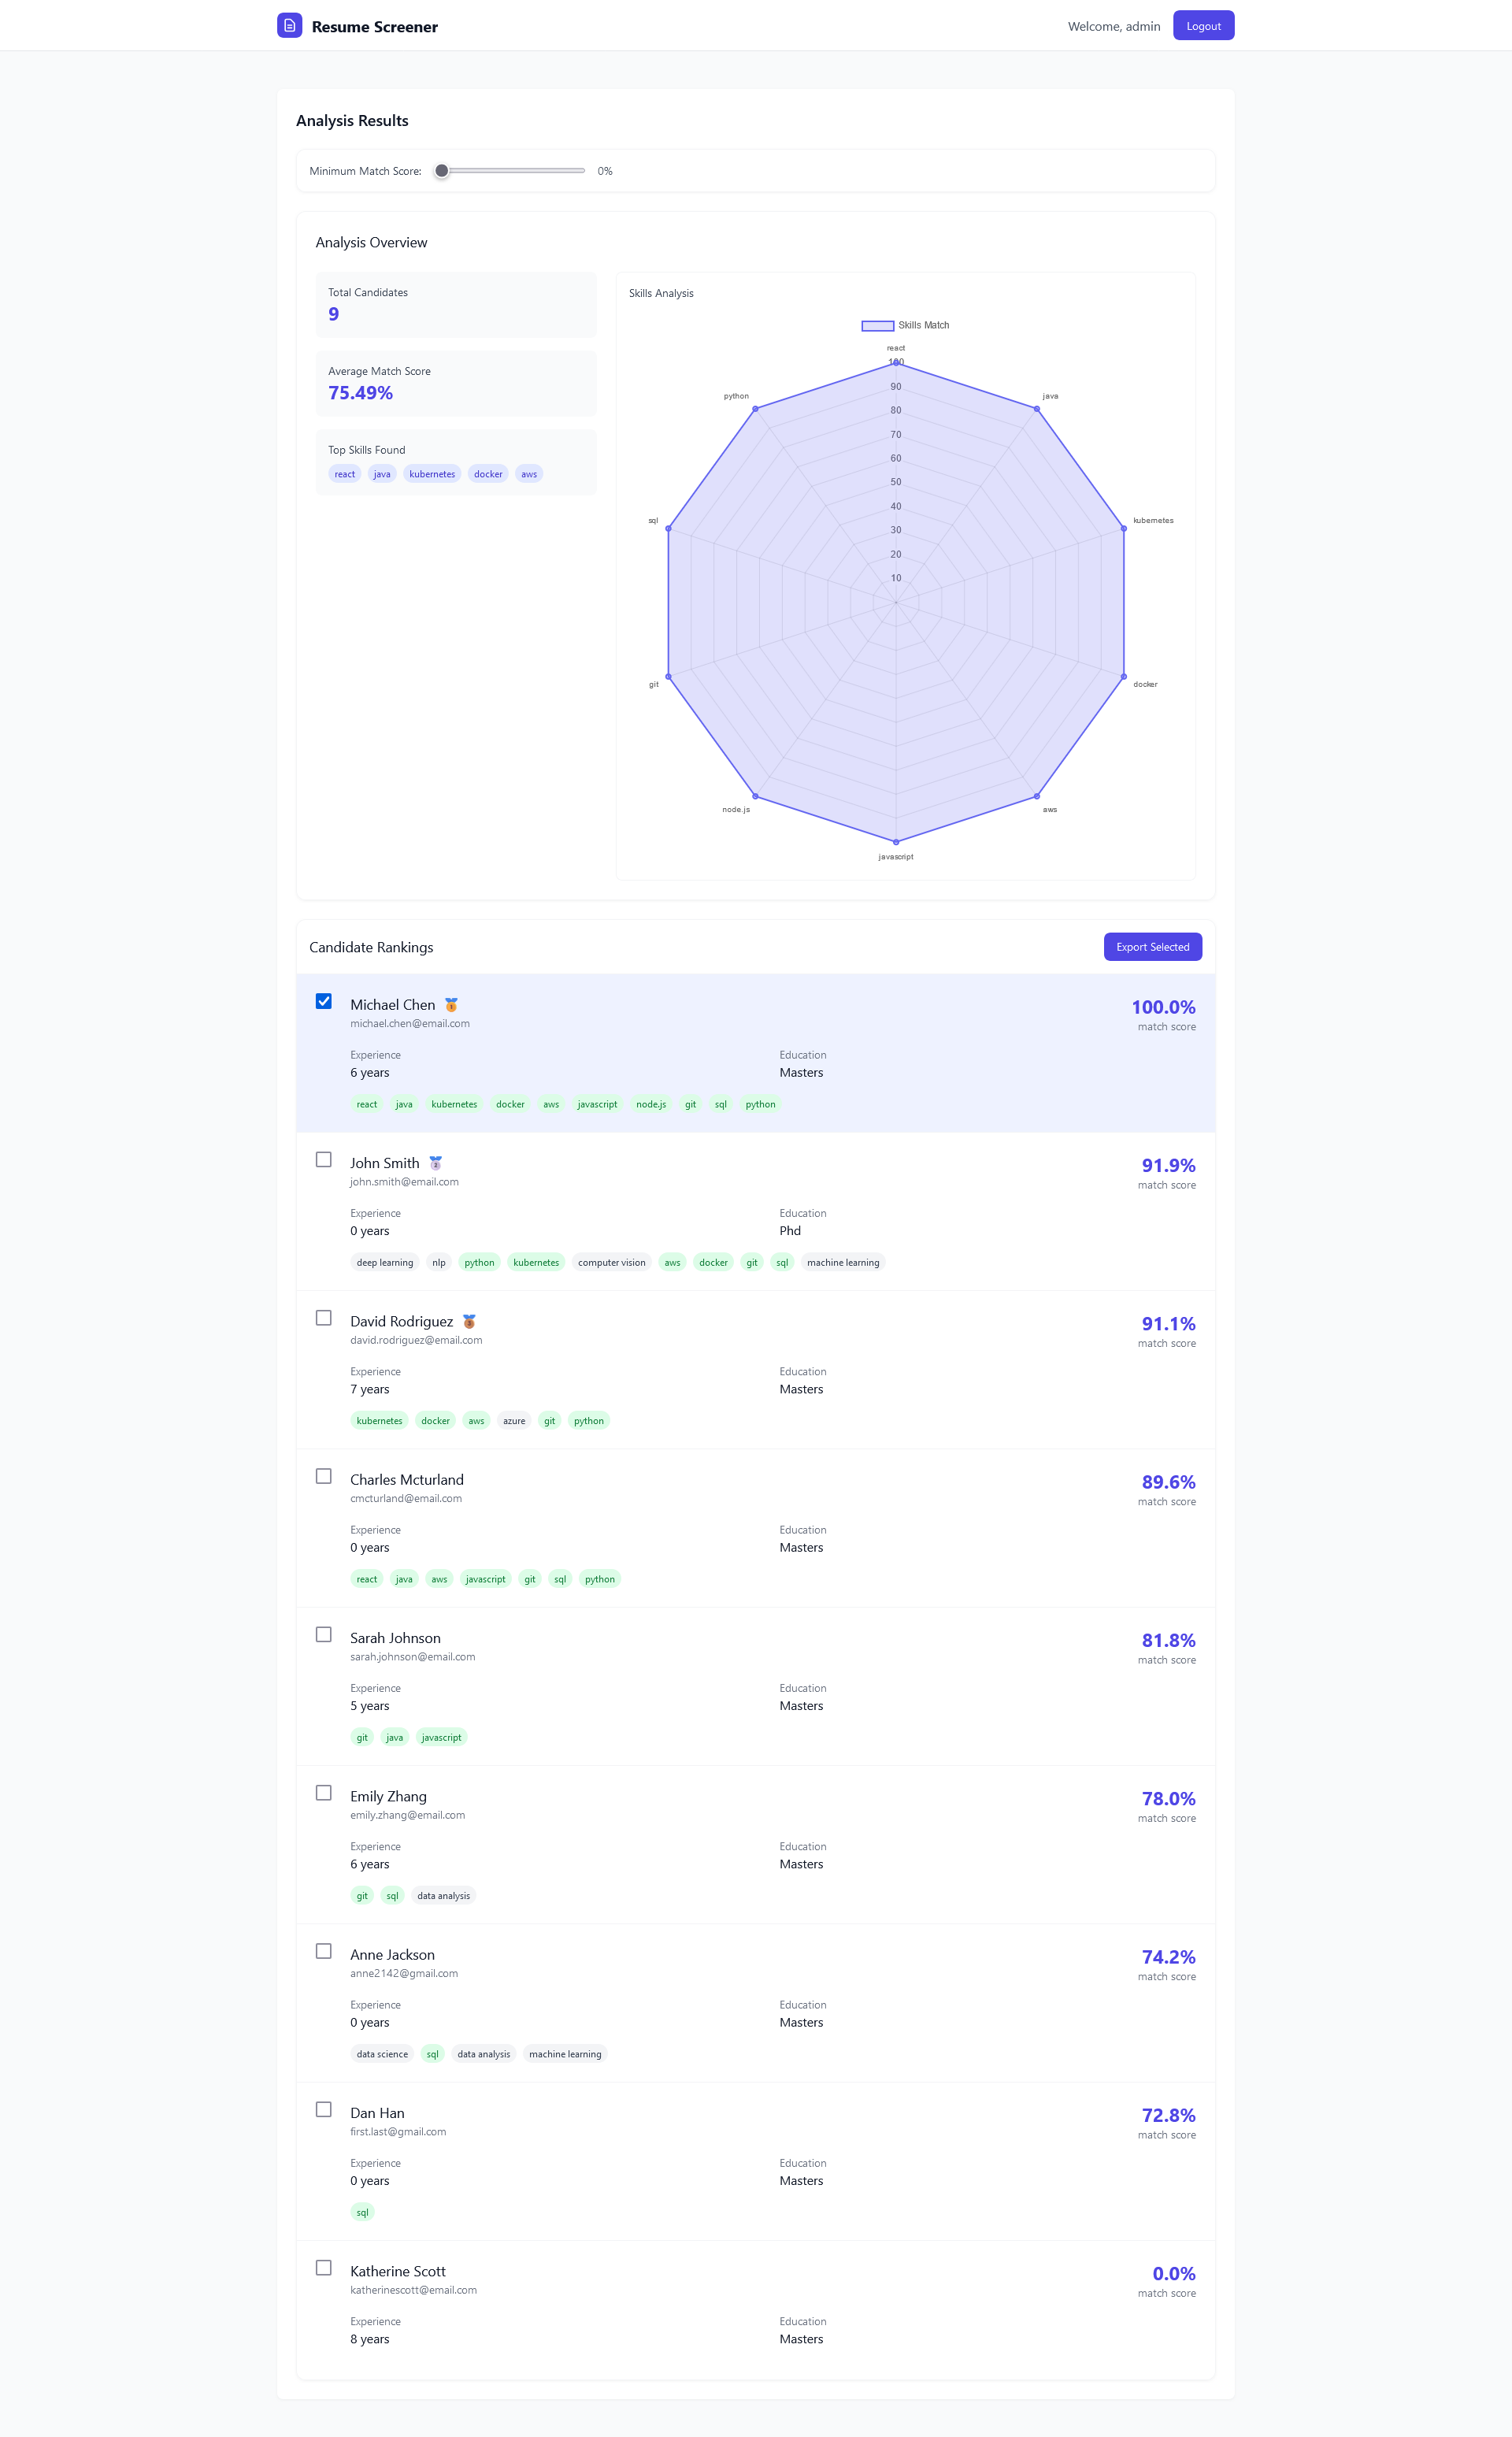 Resume Screener
Welcome, admin
Logout
Analysis Results
Minimum Match Score: 0%
Analysis Overview
Total Candidates
9
Average Match Score
75.49%
Top Skills Found
react java kubernetes docker aws
Skills Analysis
Skills Match
react
100
90
80
70
60
50
40
30
20
10
java
kubernetes
docker
aws
javascript
node.js
git
sql
python
Candidate Rankings
Export Selected
Michael Chen 1
michael.chen@email.com
100.0%
match score
Experience
6 years
Education
Masters
react java kubernetes docker aws javascript node.js git sql python
John Smith 2
john.smith@email.com
91.9%
match score
Experience
0 years
Education
Phd
deep learning nlp python kubernetes computer vision aws docker git sql machine learning
David Rodriguez 3
david.rodriguez@email.com
91.1%
match score
Experience
7 years
Education
Masters
kubernetes docker aws azure git python
Charles Mcturland
cmcturland@email.com
89.6%
match score
Experience
0 years
Education
Masters
react java aws javascript git sql python
Sarah Johnson
sarah.johnson@email.com
81.8%
match score
Experience
5 years
Education
Masters
git java javascript
Emily Zhang
emily.zhang@email.com
78.0%
match score
Experience
6 years
Education
Masters
git sql data analysis
Anne Jackson
anne2142@gmail.com
74.2%
match score
Experience
0 years
Education
Masters
data science sql data analysis machine learning
Dan Han
first.last@gmail.com
72.8%
match score
Experience
0 years
Education
Masters
sql
Katherine Scott
katherinescott@email.com
0.0%
match score
Experience
8 years
Education
Masters